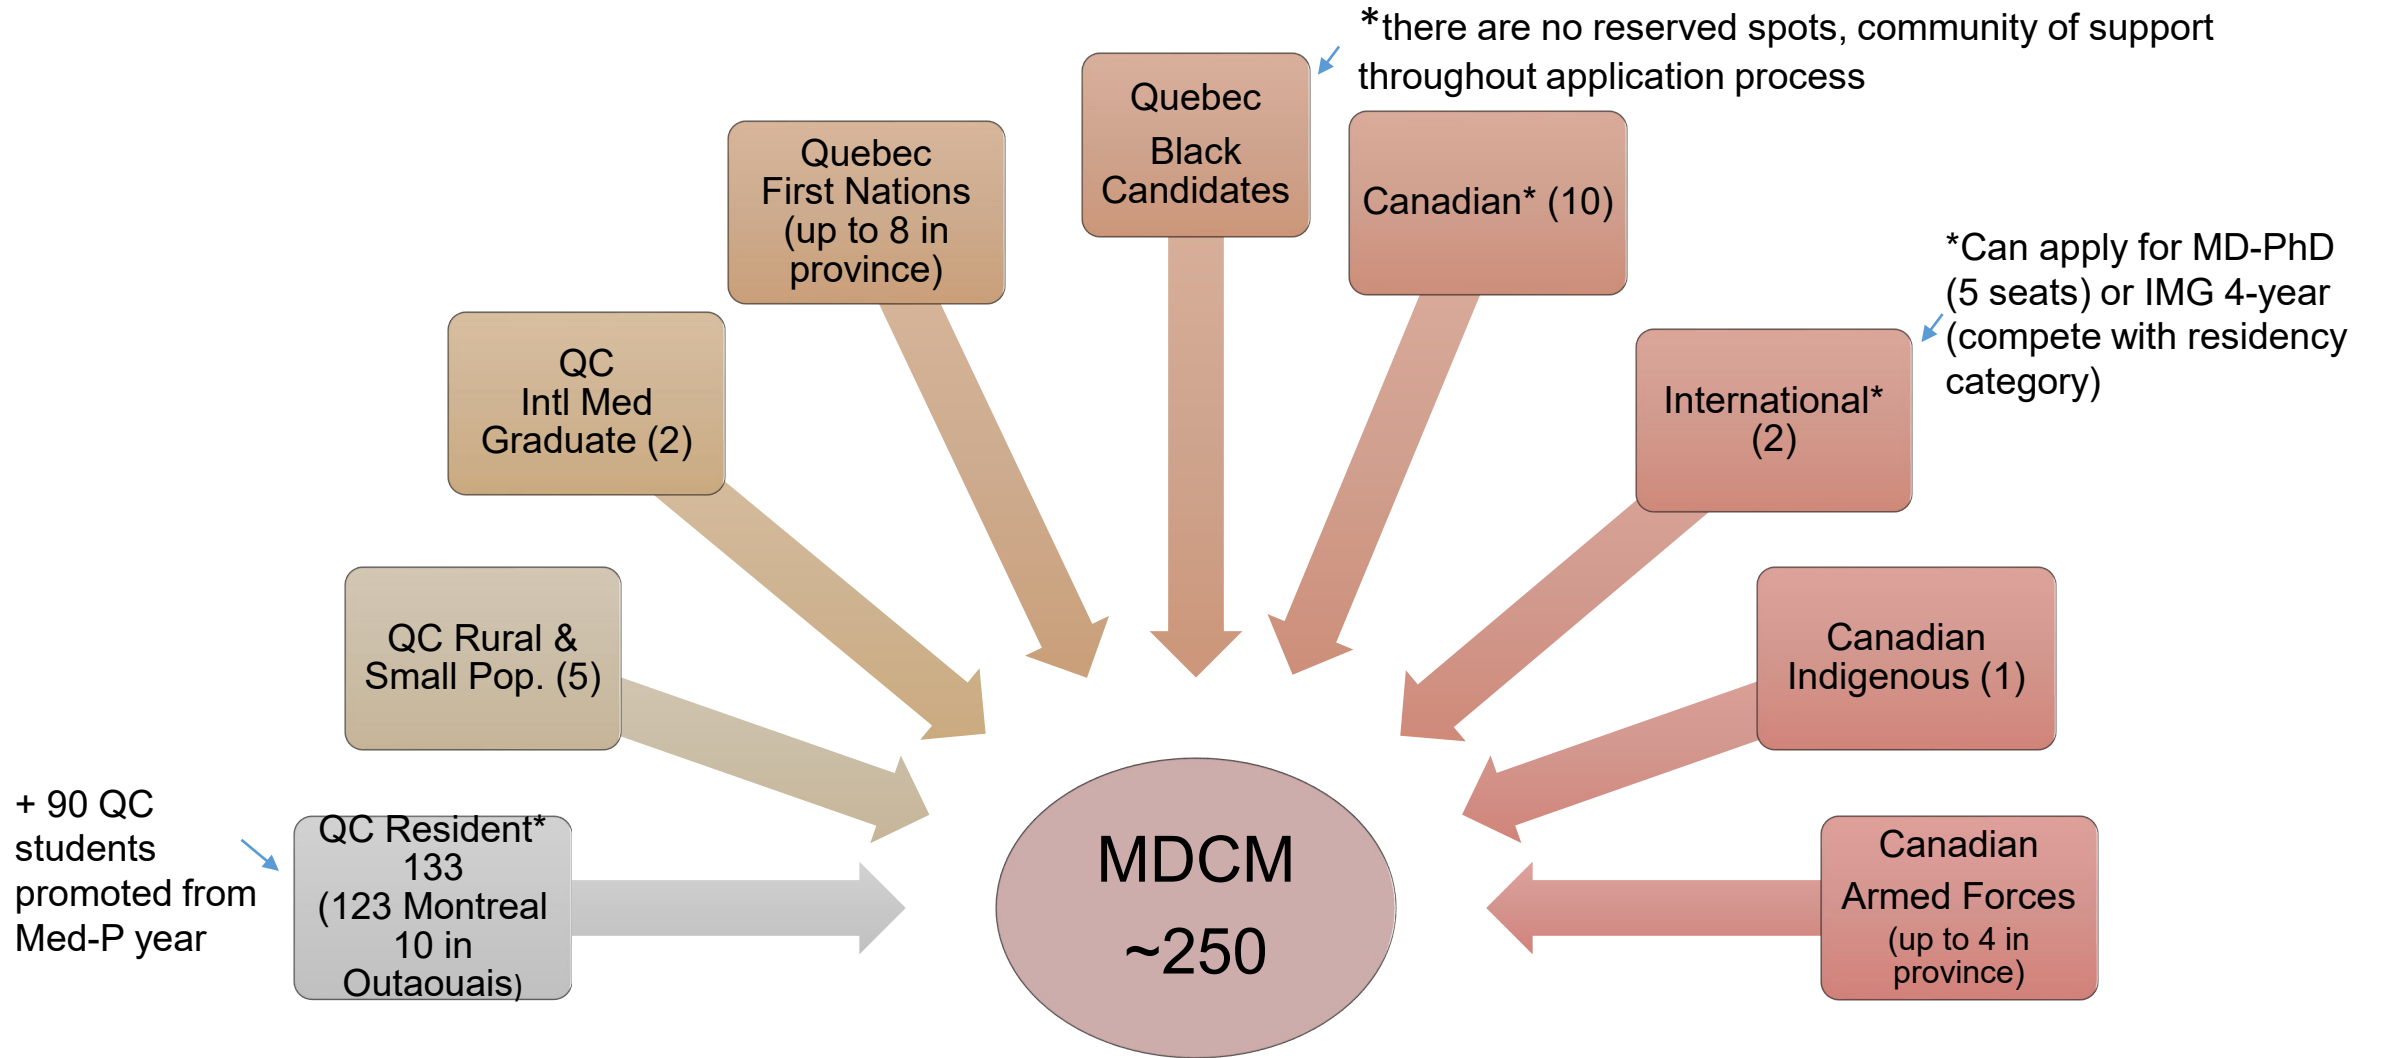 *there are no reserved spots, community of support
throughout application process
Quebec
Black
Candidates
Quebec
First Nations
(up to 8 in
province)
Canadian* (10)
*Can apply for MD-PhD
(5 seats) or IMG 4-year
(compete with residency
category)
QC
Intl Med
Graduate (2)
International*
(2)
QC Rural &
Small Pop. (5)
Canadian
Indigenous (1)
+ 90 QC
students
promoted from
Med-P year
QC Resident*
133
(123 Montreal
10 in
Outaouais)
MDCM
~250
Canadian
Armed Forces
(up to 4 in
province)